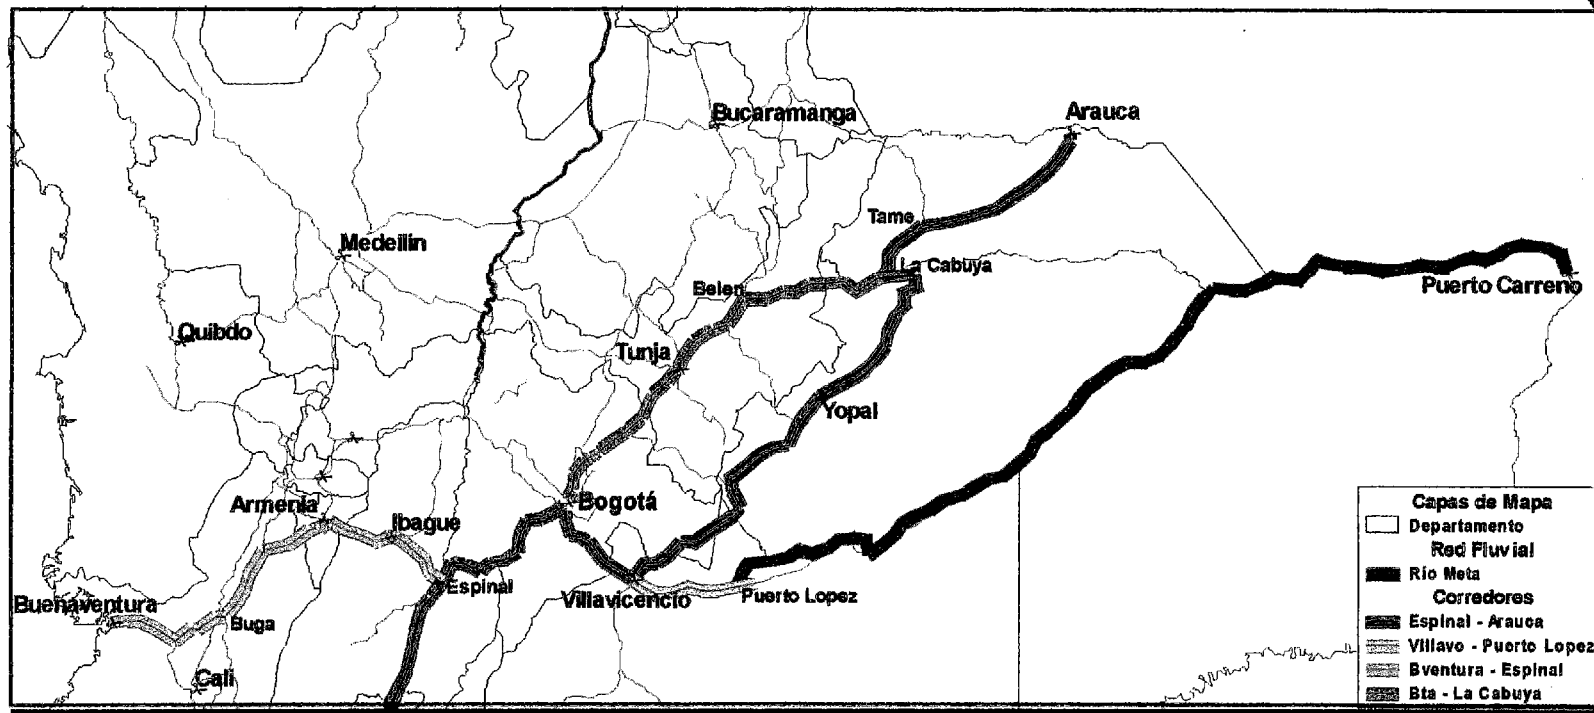 Bucaramanga
Arauca
Tame
Medellín
La Cabuya
Belen
Puerto Carreño
Quibdo
Tunja
Yopal
Armenia
Ibague
Bogotá
Espinal
Buenaventura
Buga
Villavicencio
Puerto Lopez
Cali
Capas de Mapa
Departamento
Red Fluvial
Río Meta
Corredores
Espinal - Arauca
Villavo - Puerto Lopez
Bventura - Espinal
Bta - La Cabuya